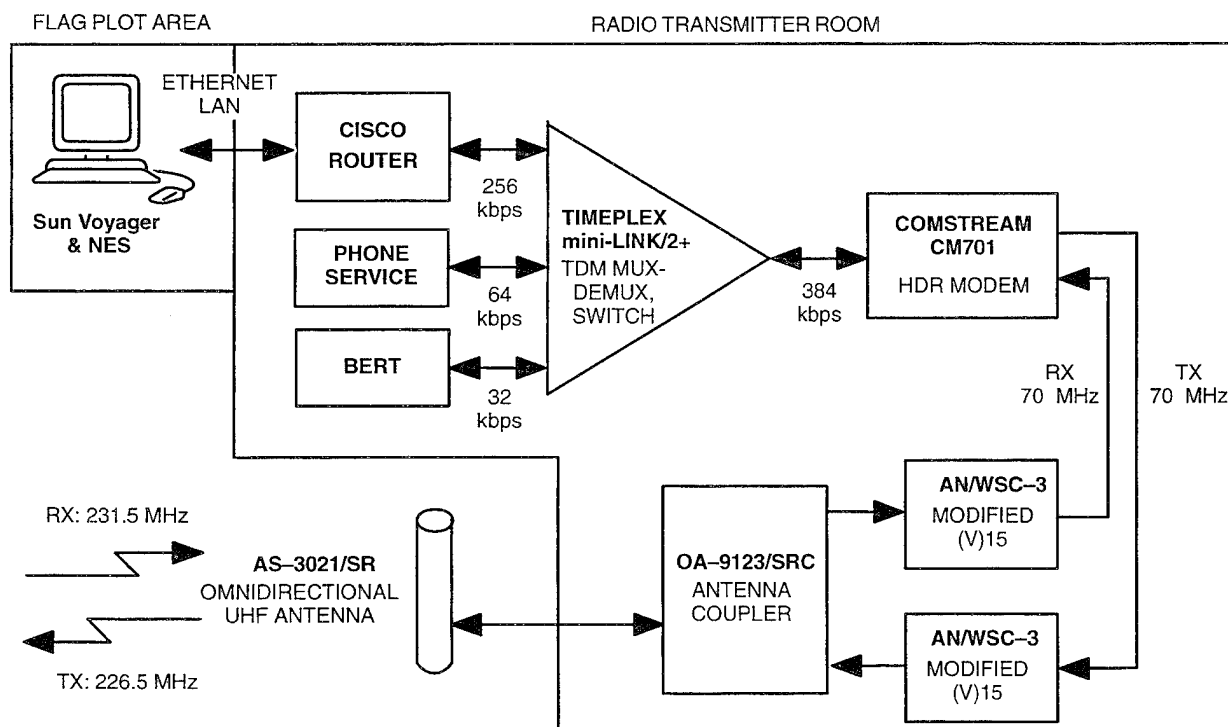 FLAG PLOT AREA
RADIO TRANSMITTER ROOM
ETHERNET
LAN
Sun Voyager
& NES
CISCO
ROUTER
256
kbps
PHONE
SERVICE
64
kbps
BERT
32
kbps
TIMEPLEX
mini-LINK/2+
TDM MUX-
DEMUX,
SWITCH
384
kbps
COMSTREAM
CM701
HDR MODEM
RX
70 MHz
TX
70 MHz
RX: 231.5 MHz
TX: 226.5 MHz
AS–3021/SR
OMNIDIRECTIONAL
UHF ANTENNA
OA–9123/SRC
ANTENNA
COUPLER
AN/WSC–3
MODIFIED
(V)15
AN/WSC–3
MODIFIED
(V)15